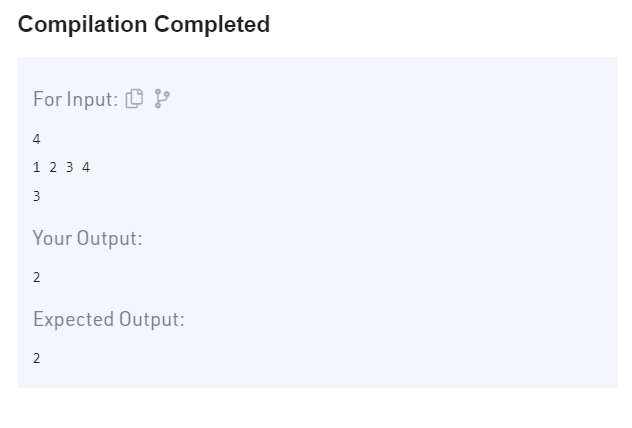 Compilation Completed
For Input:
4
1 2 3 4
3
Your Output:
2
Expected Output:
2